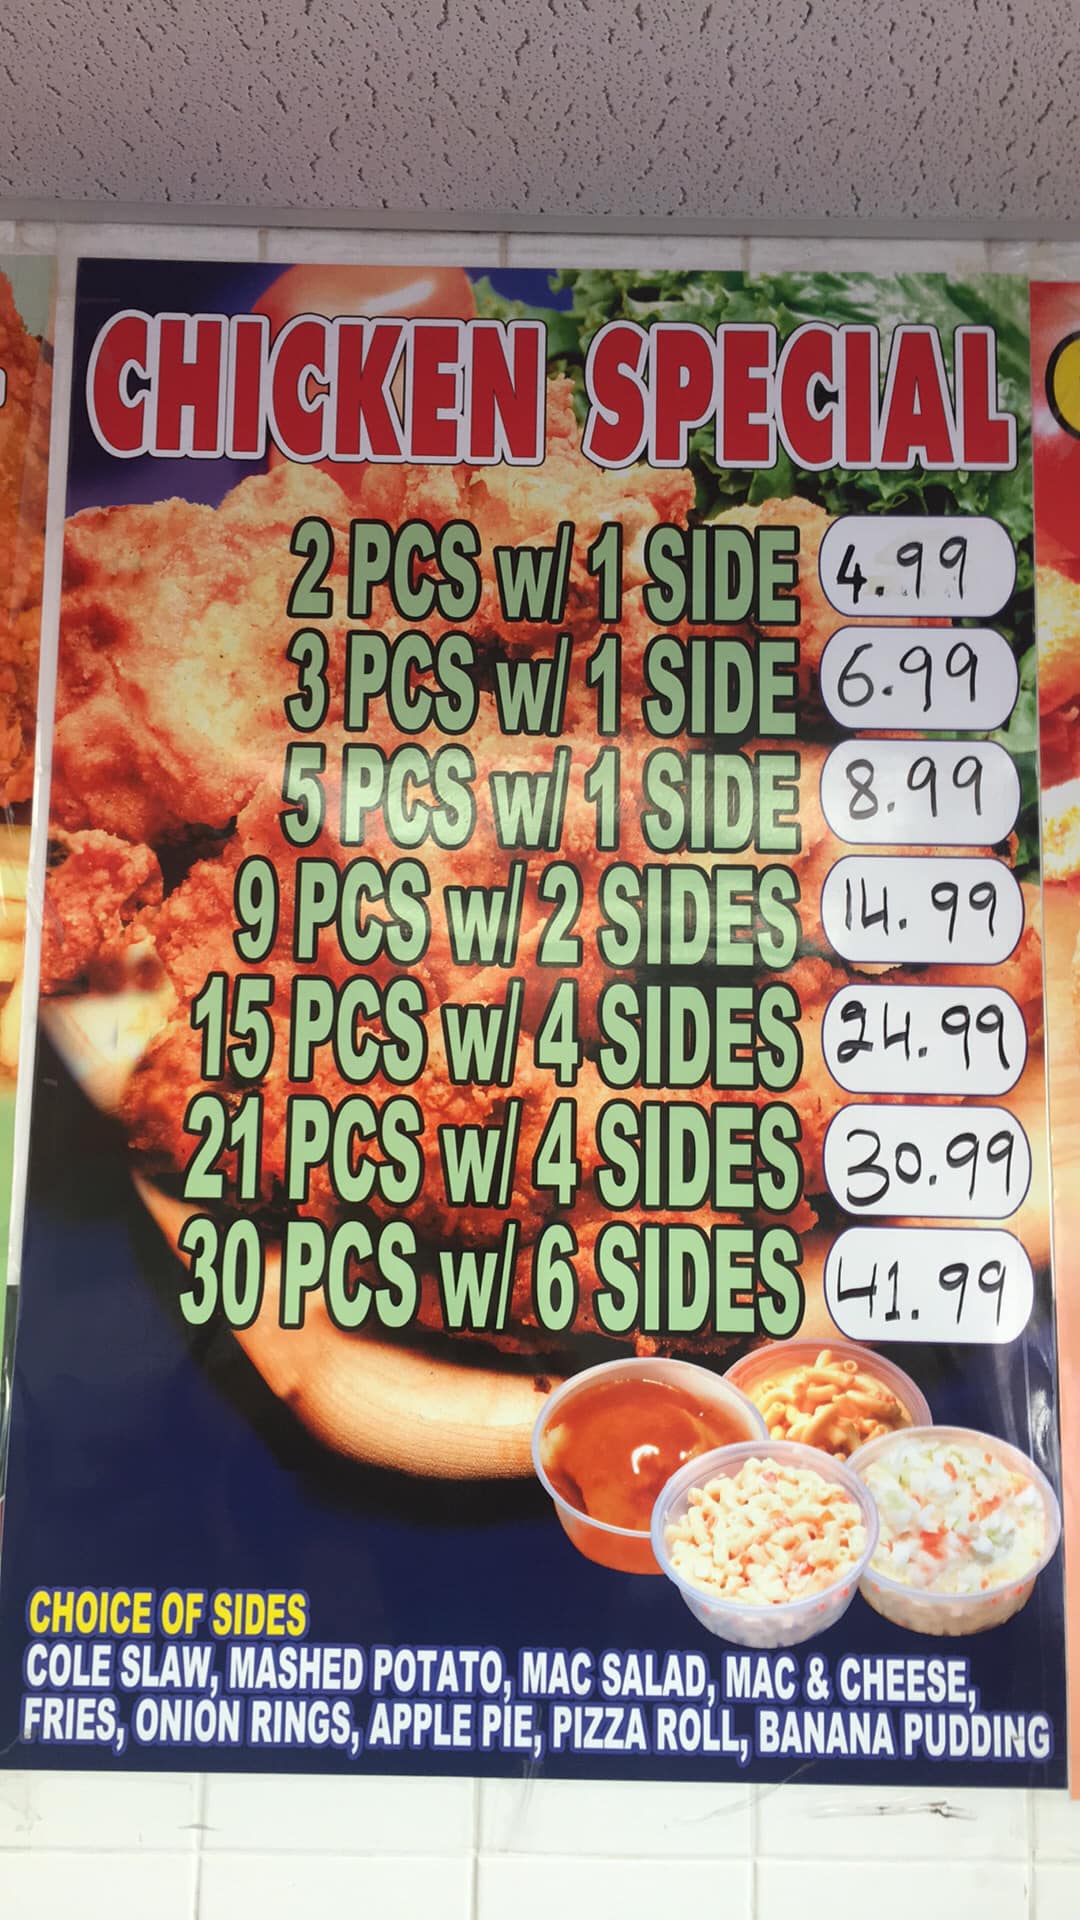 CHICKEN SPECIAL
2 PCS w/ 1 SIDE 4.99
3 PCS w/ 1 SIDE 6.99
5 PCS w/ 1 SIDE 8.99
9 PCS w/ 2 SIDES 14.99
15 PCS w/ 4 SIDES 24.99
21 PCS w/ 4 SIDES 30.99
30 PCS w/ 6 SIDES 41.99
CHOICE OF SIDES
COLE SLAW, MASHED POTATO, MAC SALAD, MAC & CHEESE,
FRIES, ONION RINGS, APPLE PIE, PIZZA ROLL, BANANA PUDDING